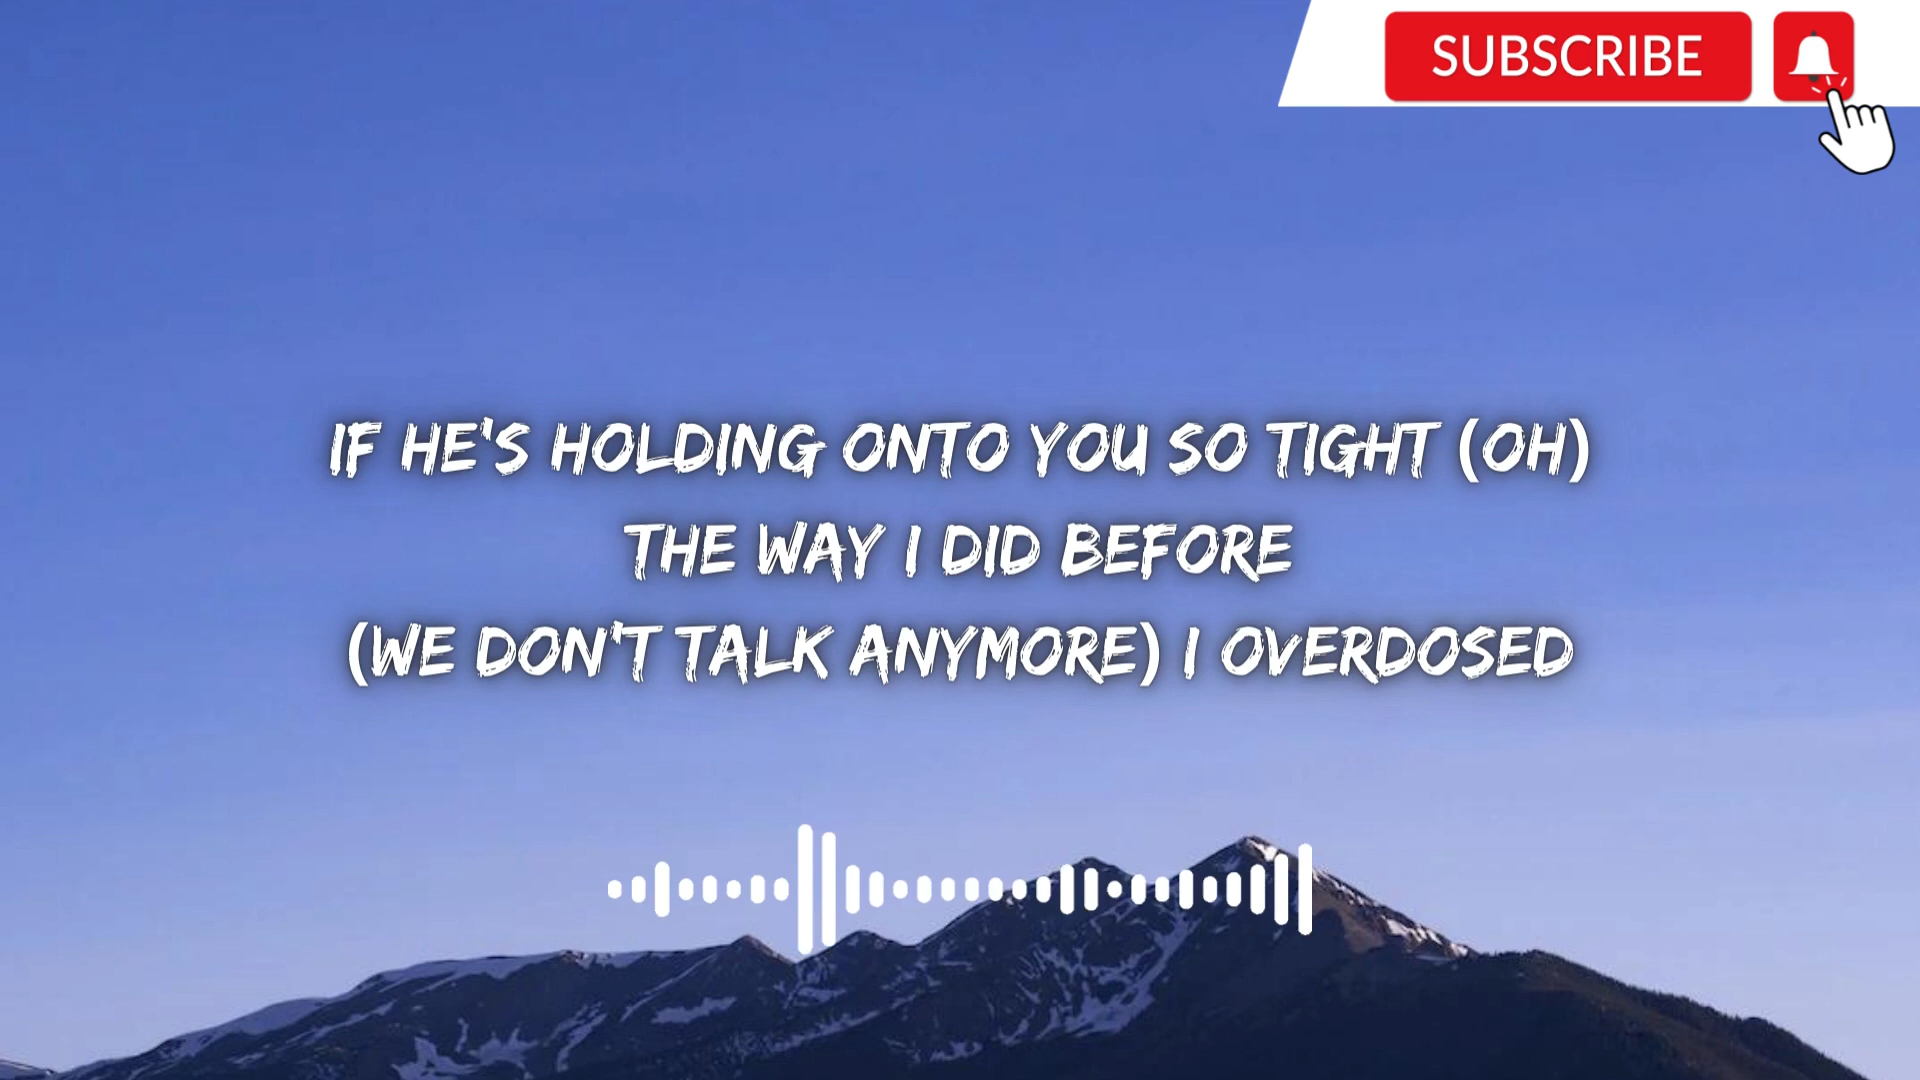 SUBSCRIBE
IF HE'S HOLDING ONTO YOU SO TIGHT (OH)
THE WAY I DID BEFORE
(WE DON'T TALK ANYMORE) I OVERDOSED